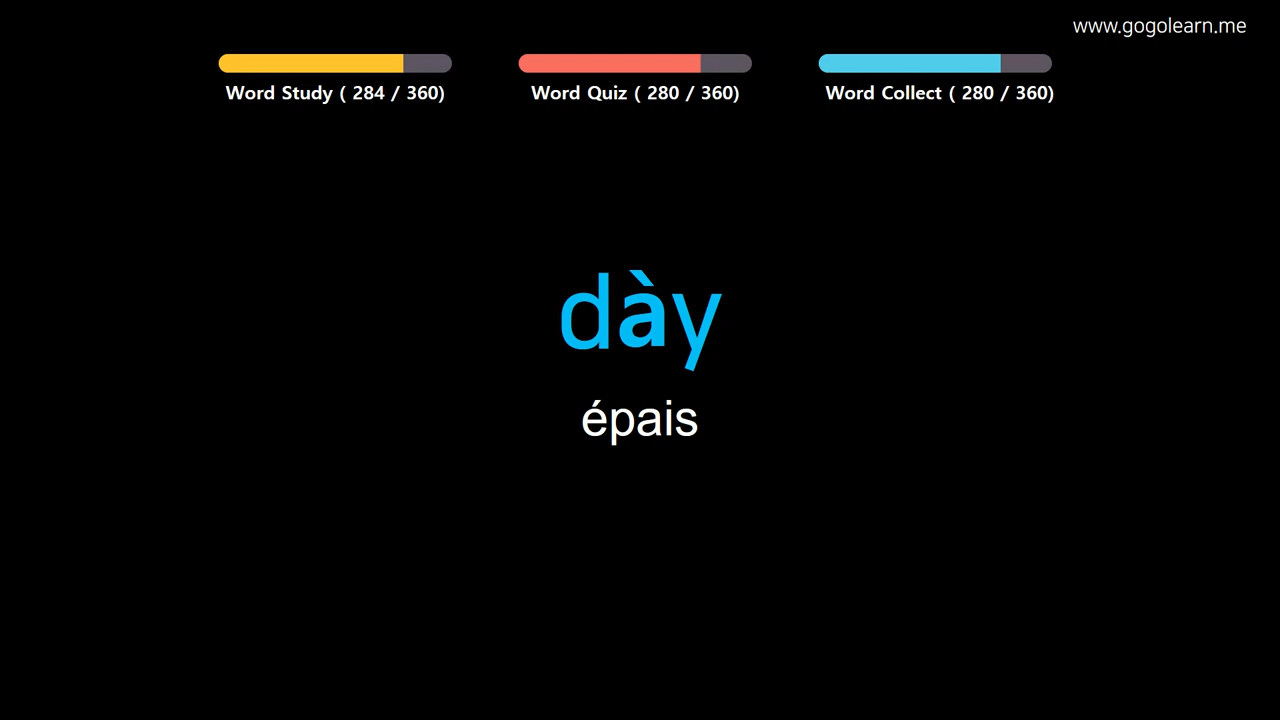 www.gogolearn.me
Word Study ( 284 / 360)
Word Quiz ( 280 / 360)
Word Collect ( 280 / 360)
dày
épais